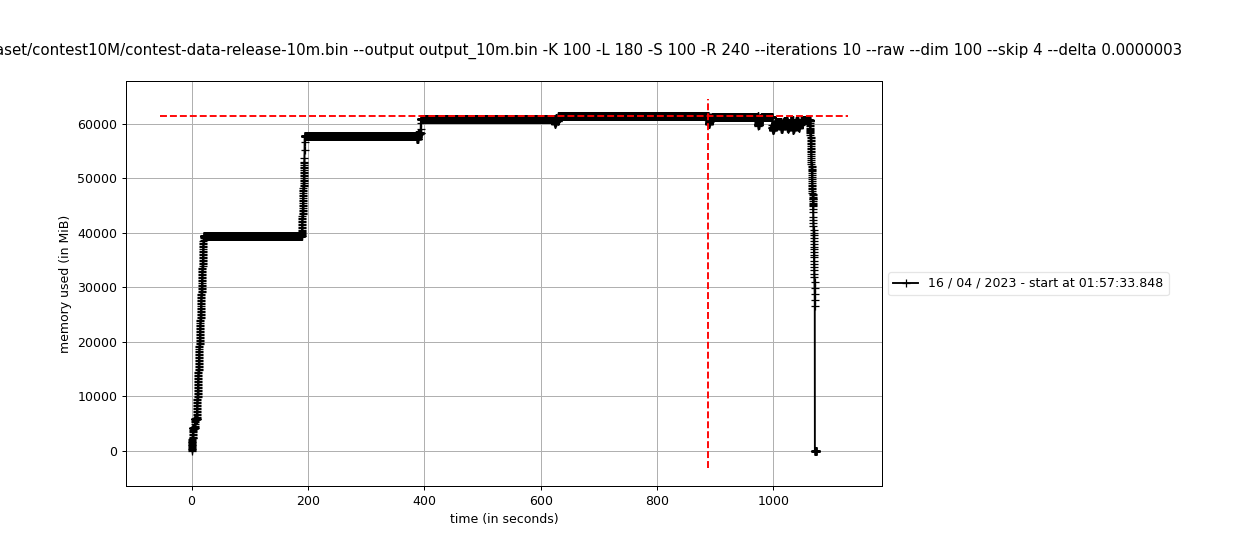 aset/contest10M/contest-data-release-10m.bin --output output_10m.bin -K 100 -L 180 -S 100 -R 240 --iterations 10 --raw --dim 100 --skip 4 --delta 0.0000003
60000
50000
40000
30000
20000
10000
0
memory used (in MiB)
0 200 400 600 800 1000
time (in seconds)
16 / 04 / 2023 - start at 01:57:33.848